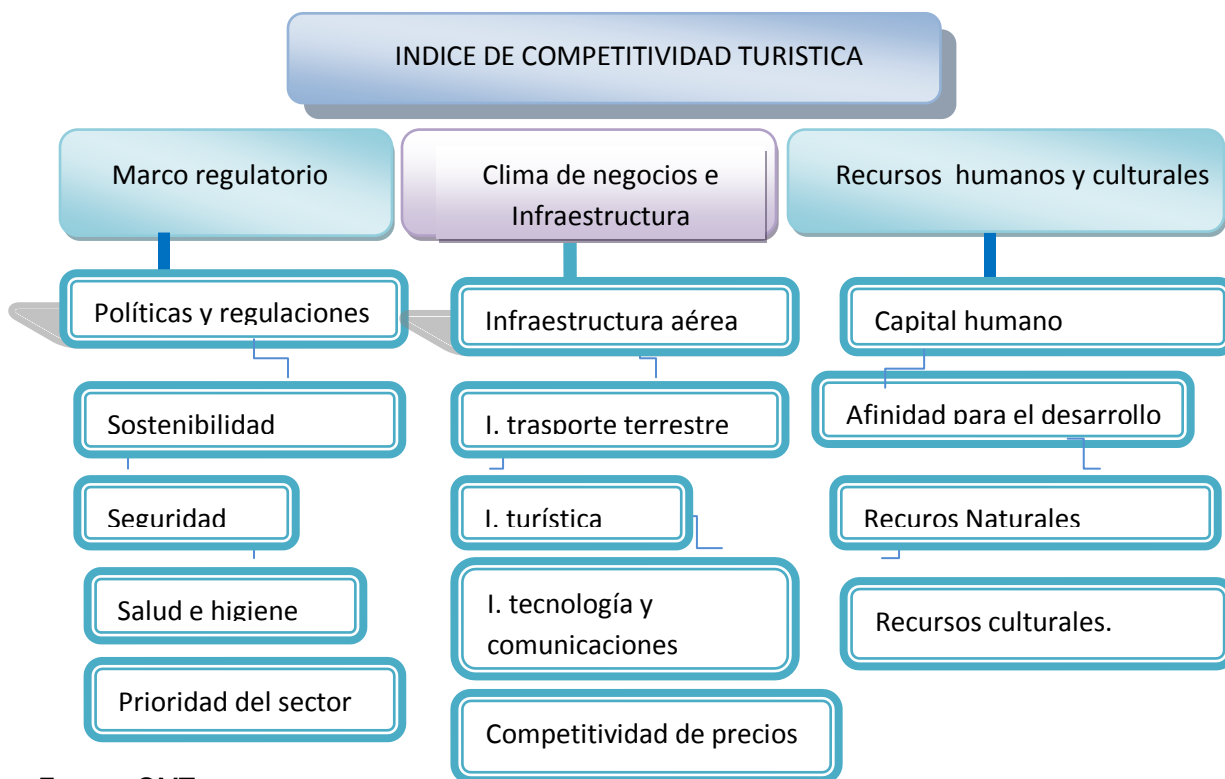 INDICE DE COMPETITIVIDAD TURISTICA
Marco regulatorio
Políticas y regulaciones
Sostenibilidad
Seguridad
Salud e higiene
Prioridad del sector
Clima de negocios e
Infraestructura
Infraestructura aérea
I. trasporte terrestre
I. turística
I. tecnología y
comunicaciones
Competitividad de precios
Recursos humanos y culturales
Capital humano
Afinidad para el desarrollo
Recuros Naturales
Recursos culturales.